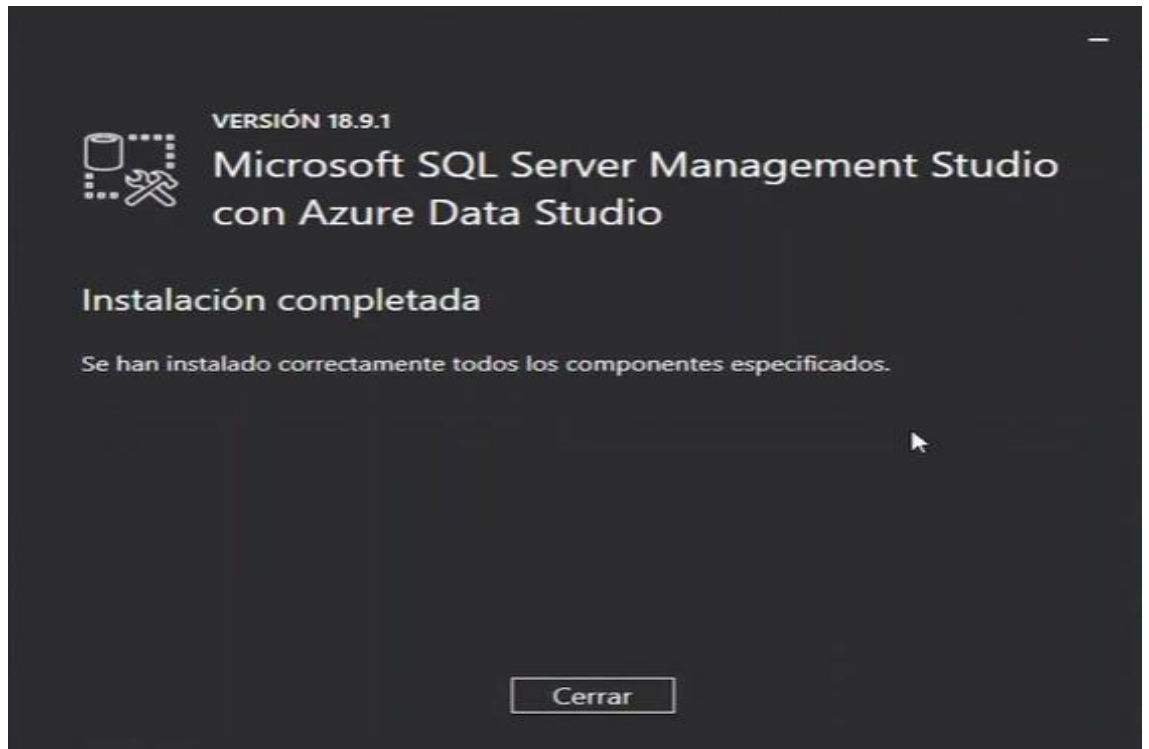 VERSIÓN 18.9.1
Microsoft SQL Server Management Studio
con Azure Data Studio
Instalación completada
Se han instalado correctamente todos los componentes especificados.
Cerrar